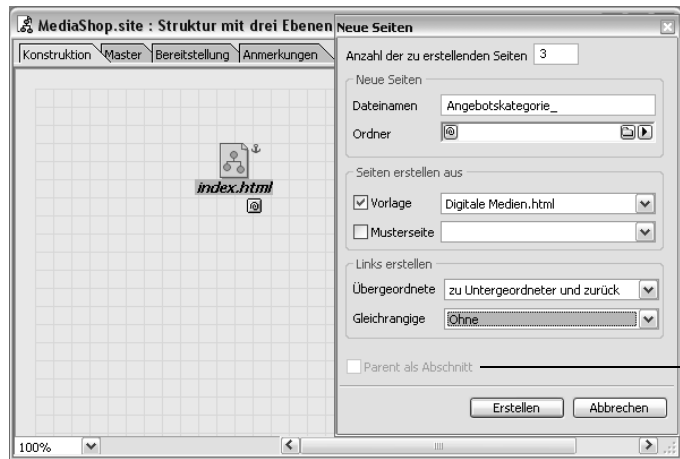 MediaShop.site : Struktur mit drei Ebenen
Konstruktion Master Bereitstellung Anmerkungen
index.html
100%
Neue Seiten
Anzahl der zu erstellenden Seiten 3
Neue Seiten
Dateinamen Angebotskategorie_
Ordner
Seiten erstellen aus
Vorlage Digitale Medien.html
Musterseite
Links erstellen
Übergeordnete zu Untergeordneter und zurück
Gleichrangige Ohne
Parent als Abschnitt
Erstellen Abbrechen